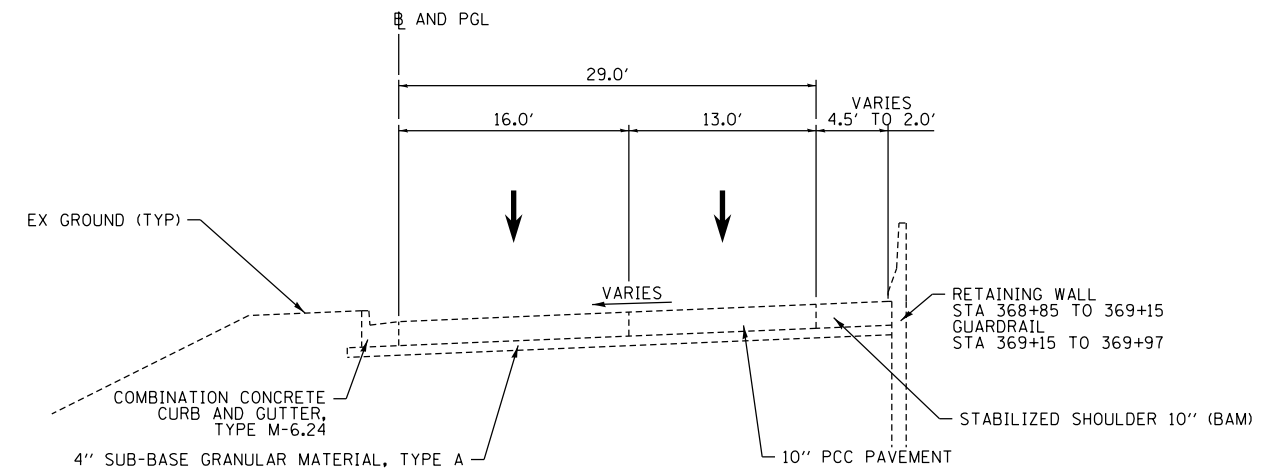 ℄ AND PGL
29.0'
16.0'
13.0'
VARIES
4.5' TO 2.0'
EX GROUND (TYP)
VARIES
RETAINING WALL
STA 368+85 TO 369+15
GUARDRAIL
STA 369+15 TO 369+97
COMBINATION CONCRETE
CURB AND GUTTER,
TYPE M-6.24
STABILIZED SHOULDER 10'' (BAM)
4'' SUB-BASE GRANULAR MATERIAL, TYPE A
10'' PCC PAVEMENT